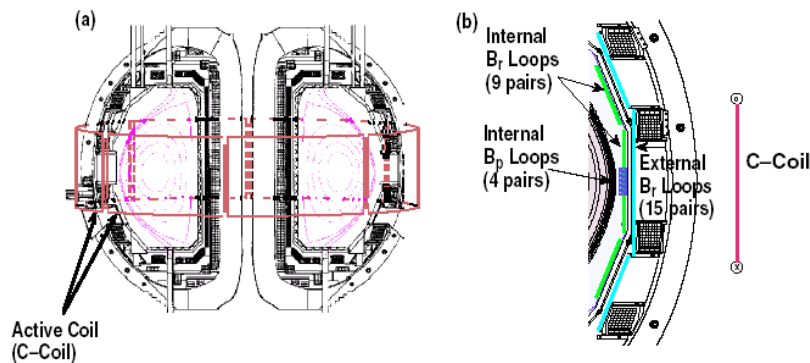 (a)
Active Coil
(C–Coil)
(b)
Internal
Br Loops
(9 pairs)
Internal
Bp Loops
(4 pairs)
External
Br Loops
(15 pairs)
C–Coil